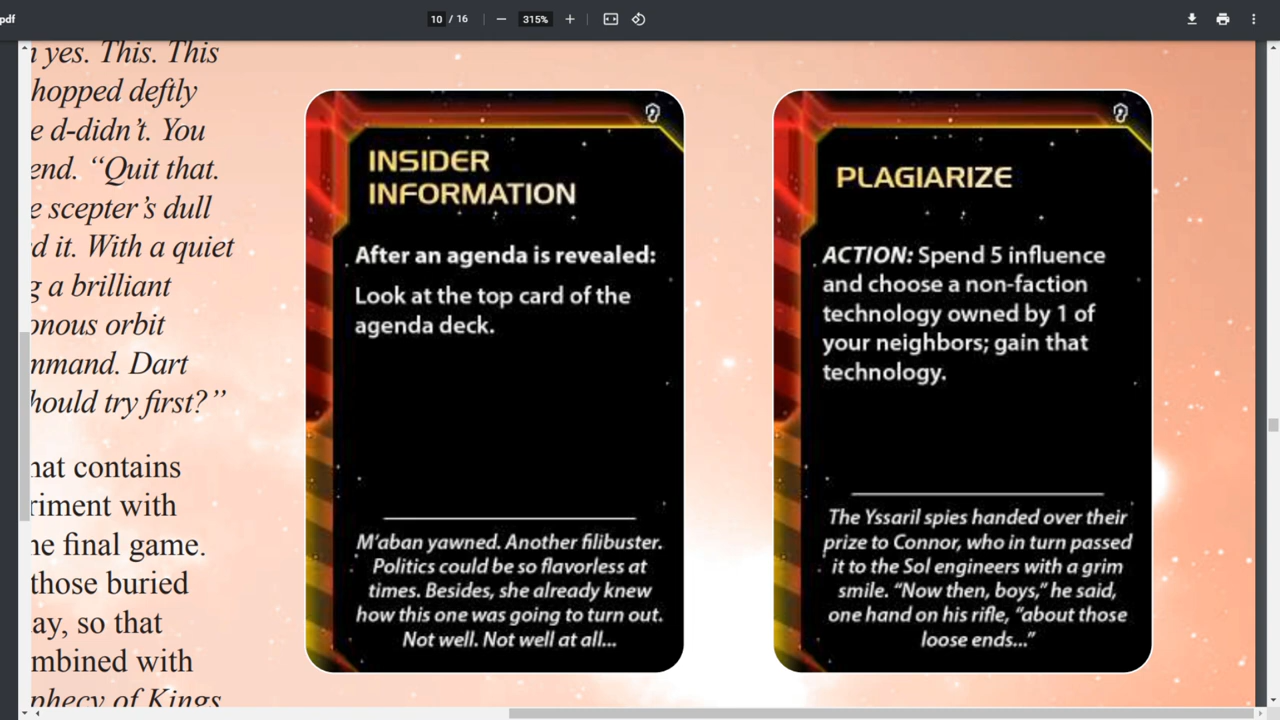 pdf
10 / 16
315%
yes. This. This
hopped deftly
e d-didn’t. You
end. “Quit that.
e scepter’s dull
d it. With a quiet
g a brilliant
onous orbit
mmand. Dart
hould try first?”
hat contains
riment with
he final game.
those buried
ay, so that
mbined with
phecy of Kings
INSIDER
INFORMATION
After an agenda is revealed:
Look at the top card of the
agenda deck.
M’aban yawned. Another filibuster.
Politics could be so flavorless at
times. Besides, she already knew
how this one was going to turn out.
Not well. Not well at all...
PLAGIARIZE
ACTION: Spend 5 influence
and choose a non-faction
technology owned by 1 of
your neighbors; gain that
technology.
The Yssaril spies handed over their
prize to Connor, who in turn passed
it to the Sol engineers with a grim
smile. “Now then, boys,” he said,
one hand on his rifle, “about those
loose ends...”